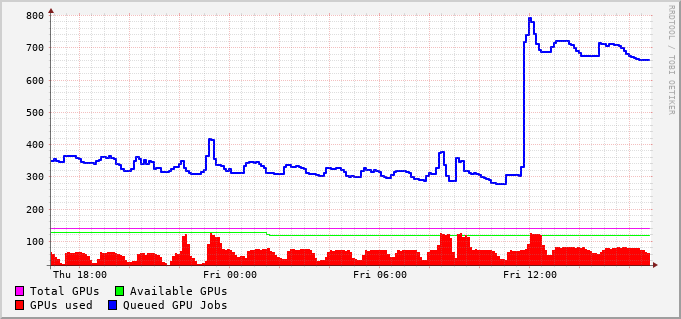 800
700
600
500
400
300
200
100
Thu 18:00 Fri 00:00 Fri 06:00 Fri 12:00
Total GPUs Available GPUs
GPUs used Queued GPU Jobs
RRDTOOL / TOBI OETIKER